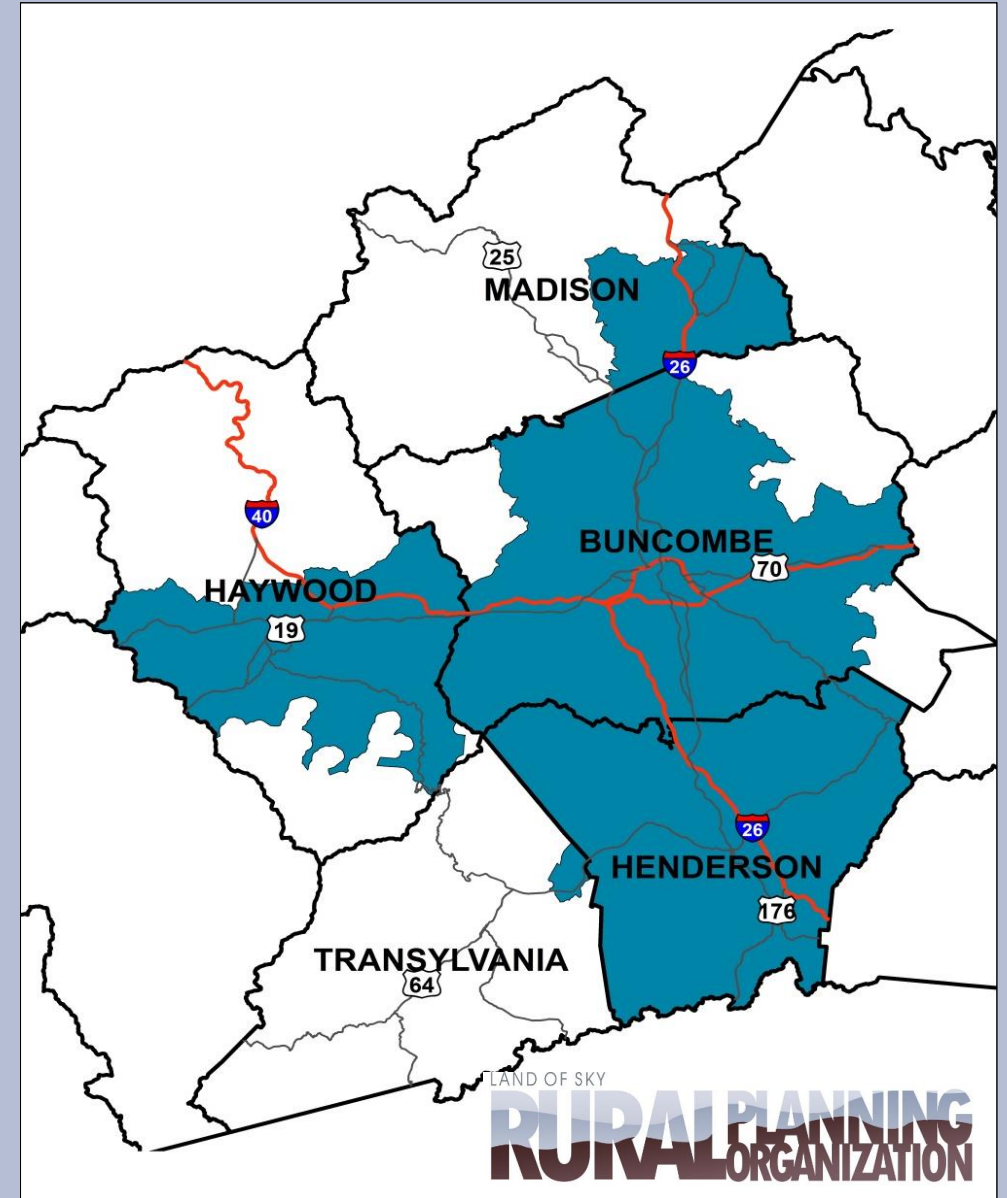 25
MADISON
26
40
BUNCOMBE
70
HAYWOOD
19
26
HENDERSON
176
TRANSYLVANIA
64
LAND OF SKY
RURAL PLANNING
ORGANIZATION